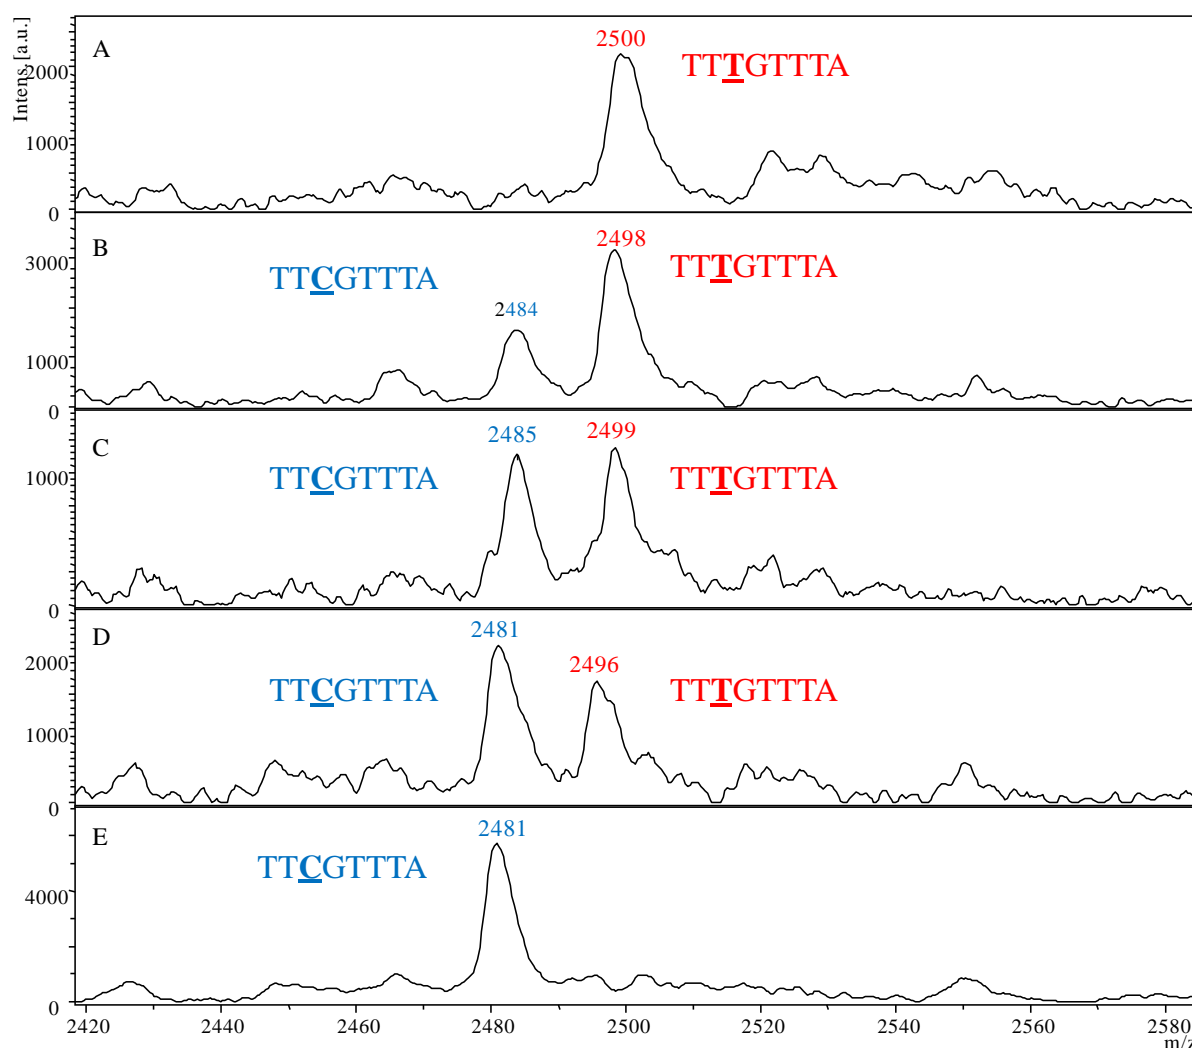 Intens. [a.u.]
A
2500
TTTGTTTA
2000
1000
0
B
2498
TTCGTTTA
TTTGTTTA
2484
3000
1000
0
C
2485
2499
TTCGTTTA
TTTGTTTA
1000
0
D
2481
2496
TTCGTTTA
TTTGTTTA
2000
1000
0
E
2481
TTCGTTTA
4000
0
2420 2440 2460 2480 2500 2520 2540 2560 2580
m/z